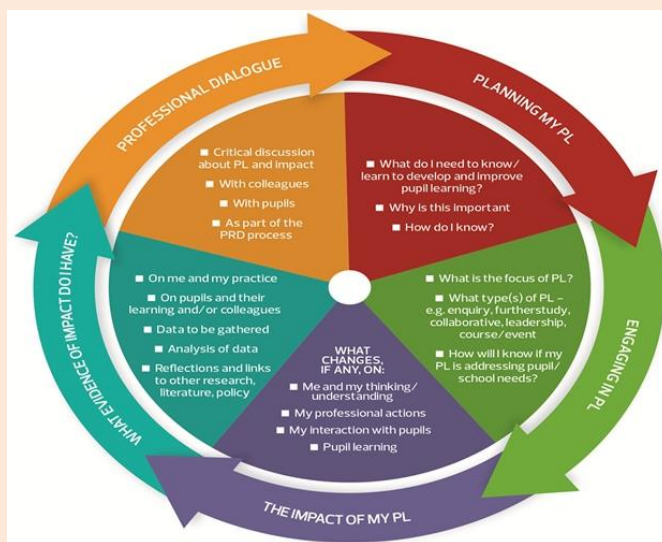 PROFESSIONAL DIALOGUE
■ Critical discussion
about PL and impact
■ With colleagues
■ With pupils
■ As part of the
PRD process
PLANNING MY PL
■ What do I need to know/
learn to develop and improve
pupil learning?
■ Why is this important
■ How do I know?
ENGAGING IN PL
■ What is the focus of PL?
■ What type(s) of PL –
e.g. enquiry, furtherstudy,
collaborative, leadership,
course/event
■ How will I know if my
PL is addressing pupil/
school needs?
THE IMPACT OF MY PL
WHAT
CHANGES,
IF ANY, ON:
■ Me and my thinking/
understanding
■ My professional actions
■ My interaction with pupils
■ Pupil learning
WHAT EVIDENCE OF IMPACT DO I HAVE?
■ On me and my practice
■ On pupils and their
learning and/or colleagues
■ Data to be gathered
■ Analysis of data
■ Reflections and links
to other research,
literature, policy